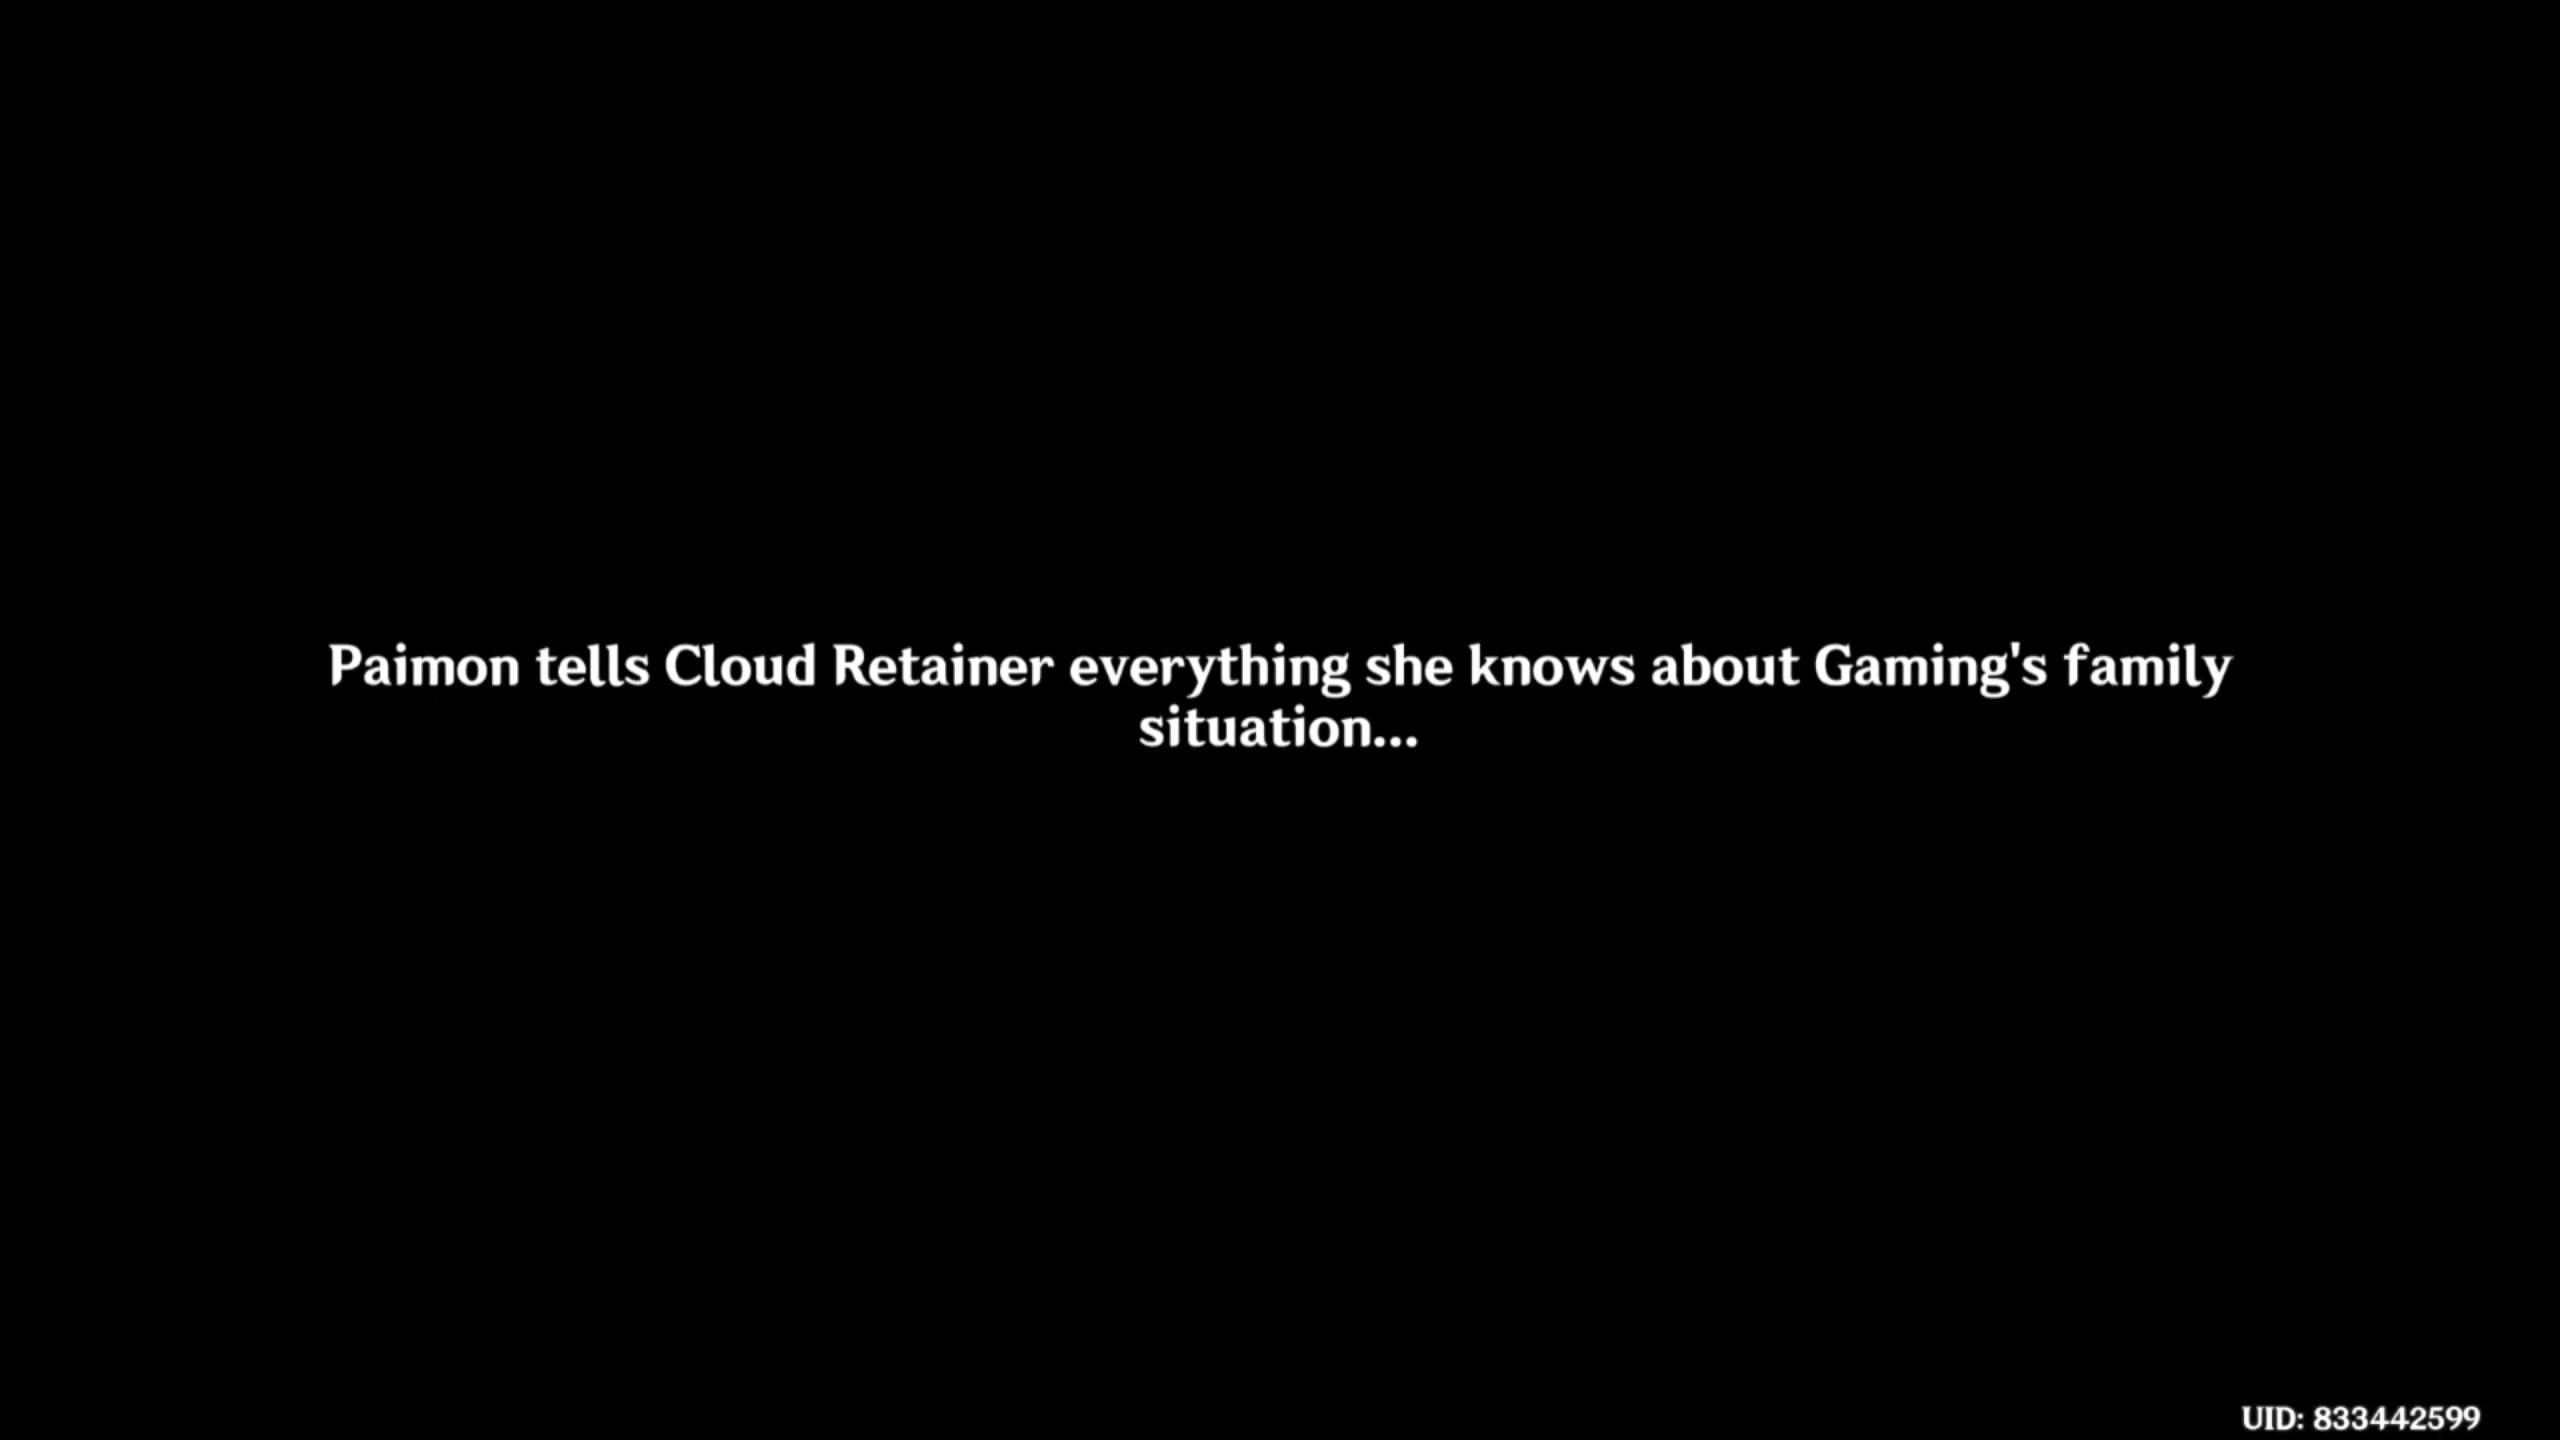 Paimon tells Cloud Retainer everything she knows about Gaming's family
situation...
UID: 833442599